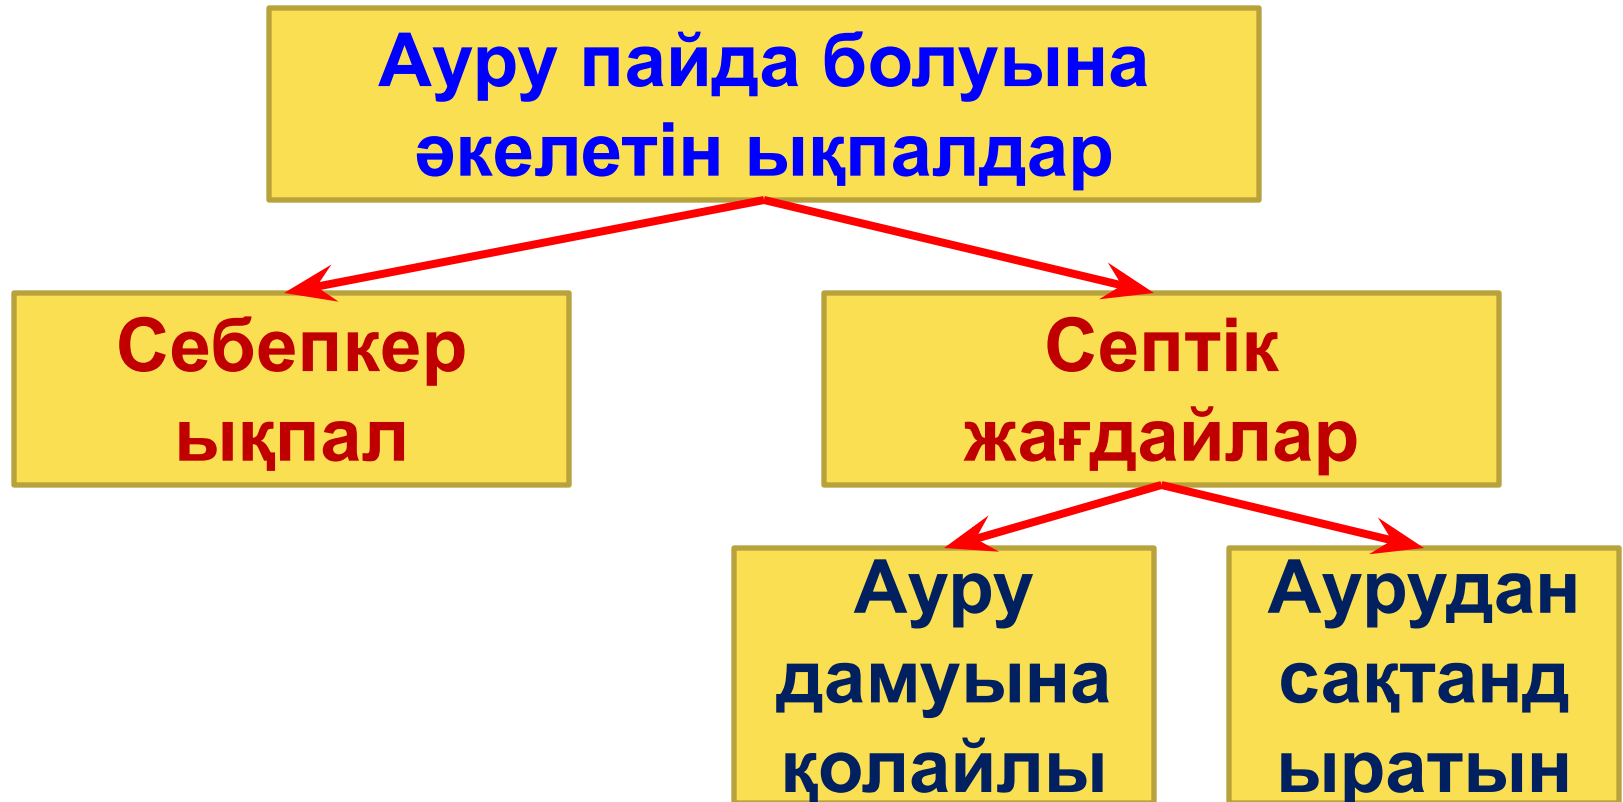 Ауру пайда болуына
әкелетін ықпалдар
Себепкер
ықпал
Септік
жағдайлар
Ауру
дамуына
қолайлы
Аурудан
сақтанд
ыратын